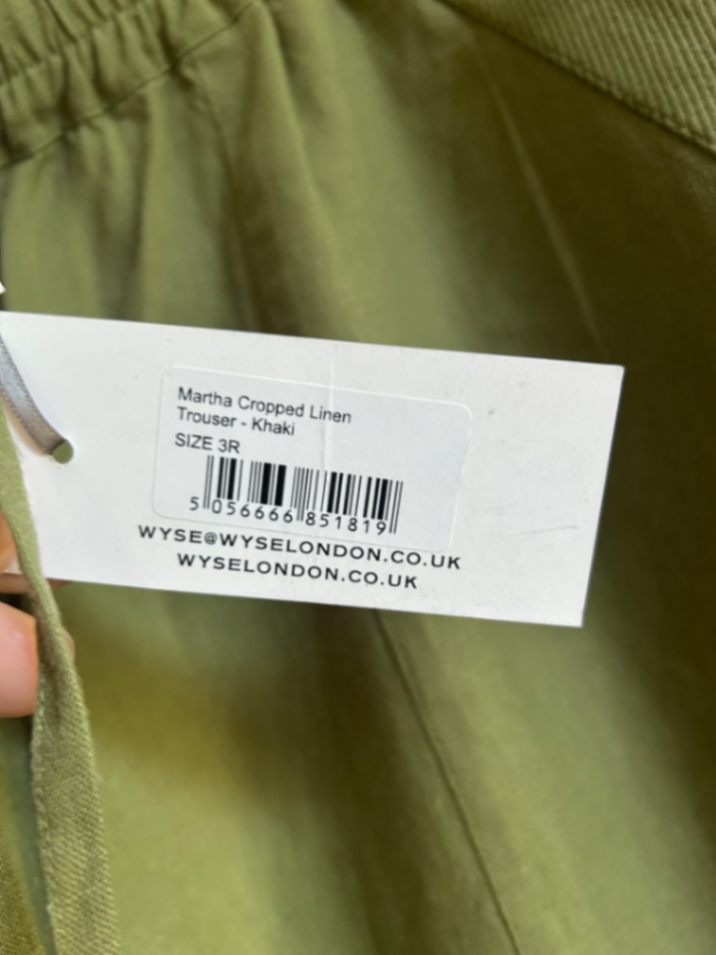 Martha Cropped Linen
Trouser - Khaki
SIZE 3R
5 056666 851819
WYSE@WYSELONDON.CO.UK
WYSELONDON.CO.UK